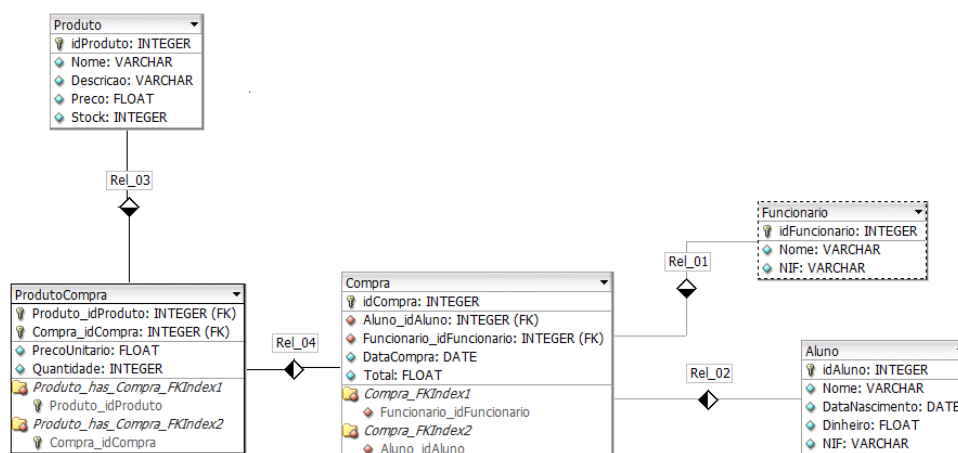 Produto
idProduto: INTEGER
Nome: VARCHAR
Descricao: VARCHAR
Preco: FLOAT
Stock: INTEGER
Rel_03
Funcionario
idFuncionario: INTEGER
Nome: VARCHAR
NIF: VARCHAR
Rel_01
ProdutoCompra
Produto_idProduto: INTEGER (FK)
Compra_idCompra: INTEGER (FK)
PrecoUnitario: FLOAT
Quantidade: INTEGER
Produto_has_Compra_FKIndex1
Produto_idProduto
Produto_has_Compra_FKIndex2
Compra_idCompra
Rel_04
Compra
idCompra: INTEGER
Aluno_idAluno: INTEGER (FK)
Funcionario_idFuncionario: INTEGER (FK)
DataCompra: DATE
Total: FLOAT
Compra_FKIndex1
Funcionario_idFuncionario
Compra_FKIndex2
Aluno_idAluno
Rel_02
Aluno
idAluno: INTEGER
Nome: VARCHAR
DataNascimento: DATE
Dinheiro: FLOAT
NIF: VARCHAR